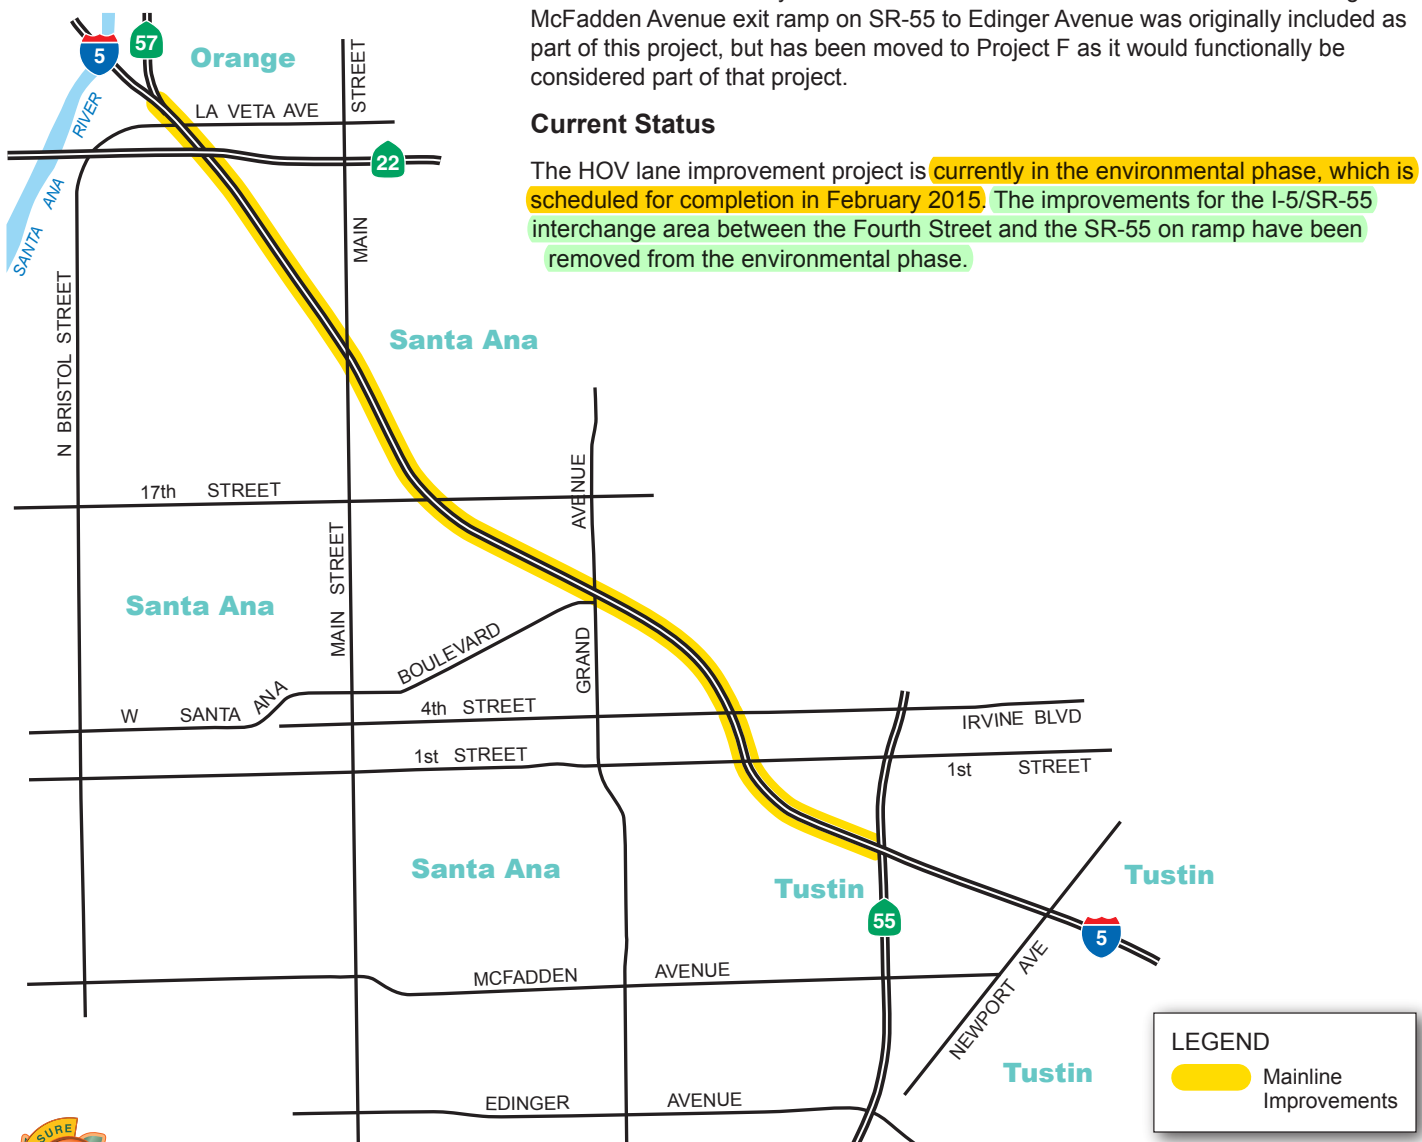 McFadden Avenue exit ramp on SR-55 to Edinger Avenue was originally included as
part of this project, but has been moved to Project F as it would functionally be
considered part of that project.
Current Status
The HOV lane improvement project is currently in the environmental phase, which is
scheduled for completion in February 2015. The improvements for the I-5/SR-55
interchange area between the Fourth Street and the SR-55 on ramp have been
removed from the environmental phase.
5
57
Orange
LA VETA AVE
STREET
MAIN
SANTA ANA RIVER
22
N BRISTOL STREET
Santa Ana
17th STREET
AVENUE
GRAND
MAIN STREET
Santa Ana
W SANTA ANA BOULEVARD
4th STREET
IRVINE BLVD
1st STREET
1st STREET
Santa Ana
Tustin
Tustin
55
5
MCFADDEN AVENUE
NEWPORT AVE
Tustin
EDINGER AVENUE
LEGEND
Mainline
Improvements
SURE